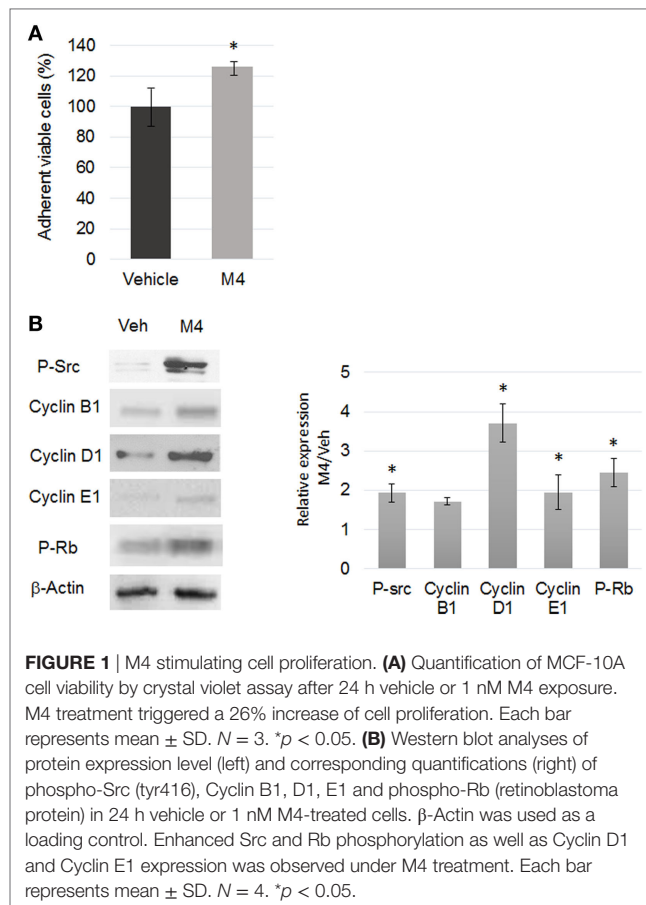 A
Adherent viable cells (%)
140
120
100
80
60
40
20
0
*
Vehicle
M4
B
Veh M4
P-Src
Cyclin B1
Cyclin D1
Cyclin E1
P-Rb
β-Actin
Relative expression
M4/Veh
5
4
3
2
1
0
*
*
*
*
P-src Cyclin Cyclin Cyclin P-Rb
B1 D1 E1
FIGURE 1 | M4 stimulating cell proliferation. (A) Quantification of MCF-10A
cell viability by crystal violet assay after 24 h vehicle or 1 nM M4 exposure.
M4 treatment triggered a 26% increase of cell proliferation. Each bar
represents mean ± SD. N = 3. *p < 0.05. (B) Western blot analyses of
protein expression level (left) and corresponding quantifications (right) of
phospho-Src (tyr416), Cyclin B1, D1, E1 and phospho-Rb (retinoblastoma
protein) in 24 h vehicle or 1 nM M4-treated cells. β-Actin was used as a
loading control. Enhanced Src and Rb phosphorylation as well as Cyclin D1
and Cyclin E1 expression was observed under M4 treatment. Each bar
represents mean ± SD. N = 4. *p < 0.05.